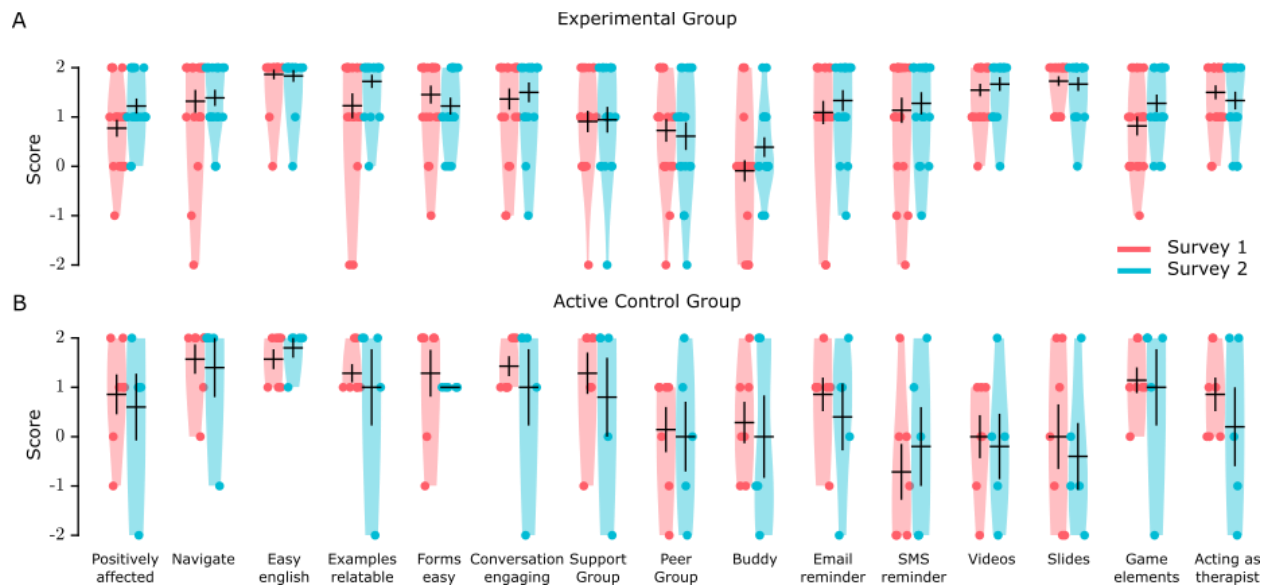 A
Experimental Group
Score
2
1
0
-1
-2
Survey 1
Survey 2
B
Active Control Group
Score
2
1
0
-1
-2
Positively
affected
Navigate
Easy
english
Examples
relatable
Forms
easy
Conversation
engaging
Support
Group
Peer
Group
Buddy
Email
reminder
SMS
reminder
Videos
Slides
Game
elements
Acting as
therapist